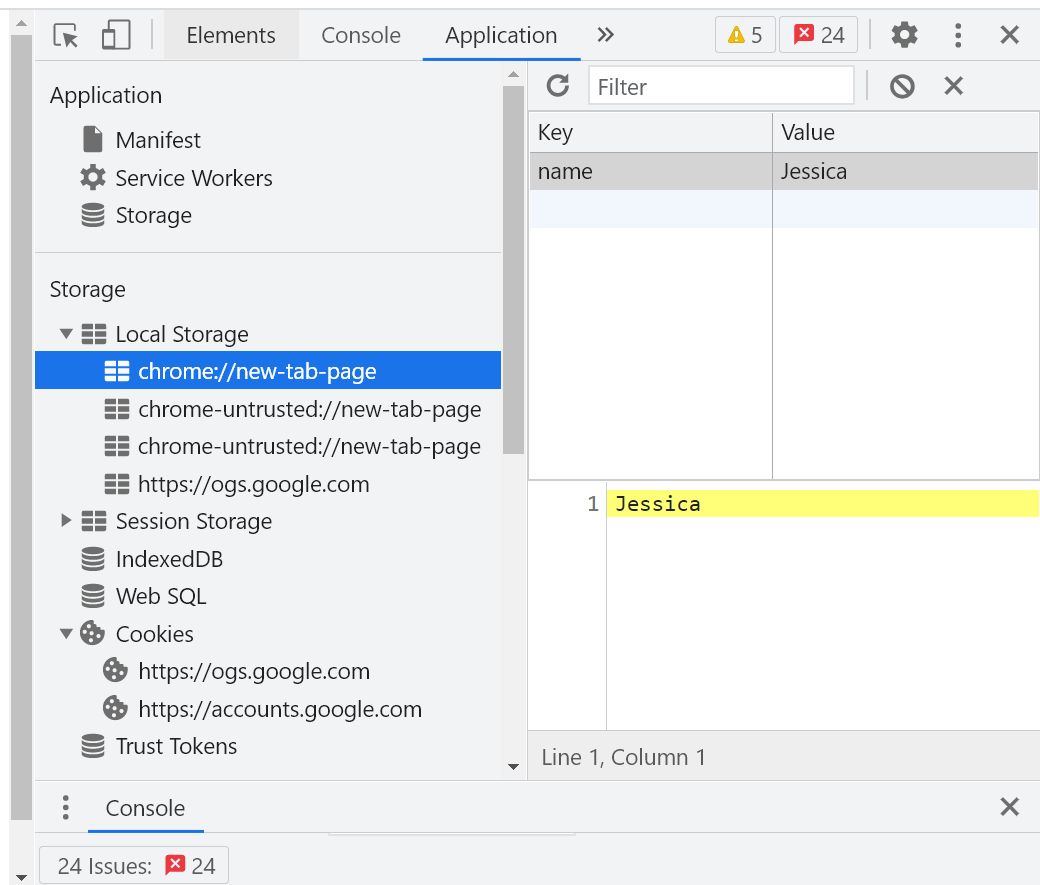 Elements Console Application 5 24
Application
Manifest
Service Workers
Storage
Storage
Local Storage
chrome://new-tab-page
chrome-untrusted://new-tab-page
chrome-untrusted://new-tab-page
https://ogs.google.com
Session Storage
IndexedDB
Web SQL
Cookies
https://ogs.google.com
https://accounts.google.com
Trust Tokens
Filter
Key Value
name Jessica
1 Jessica
Line 1, Column 1
Console
24 Issues: 24